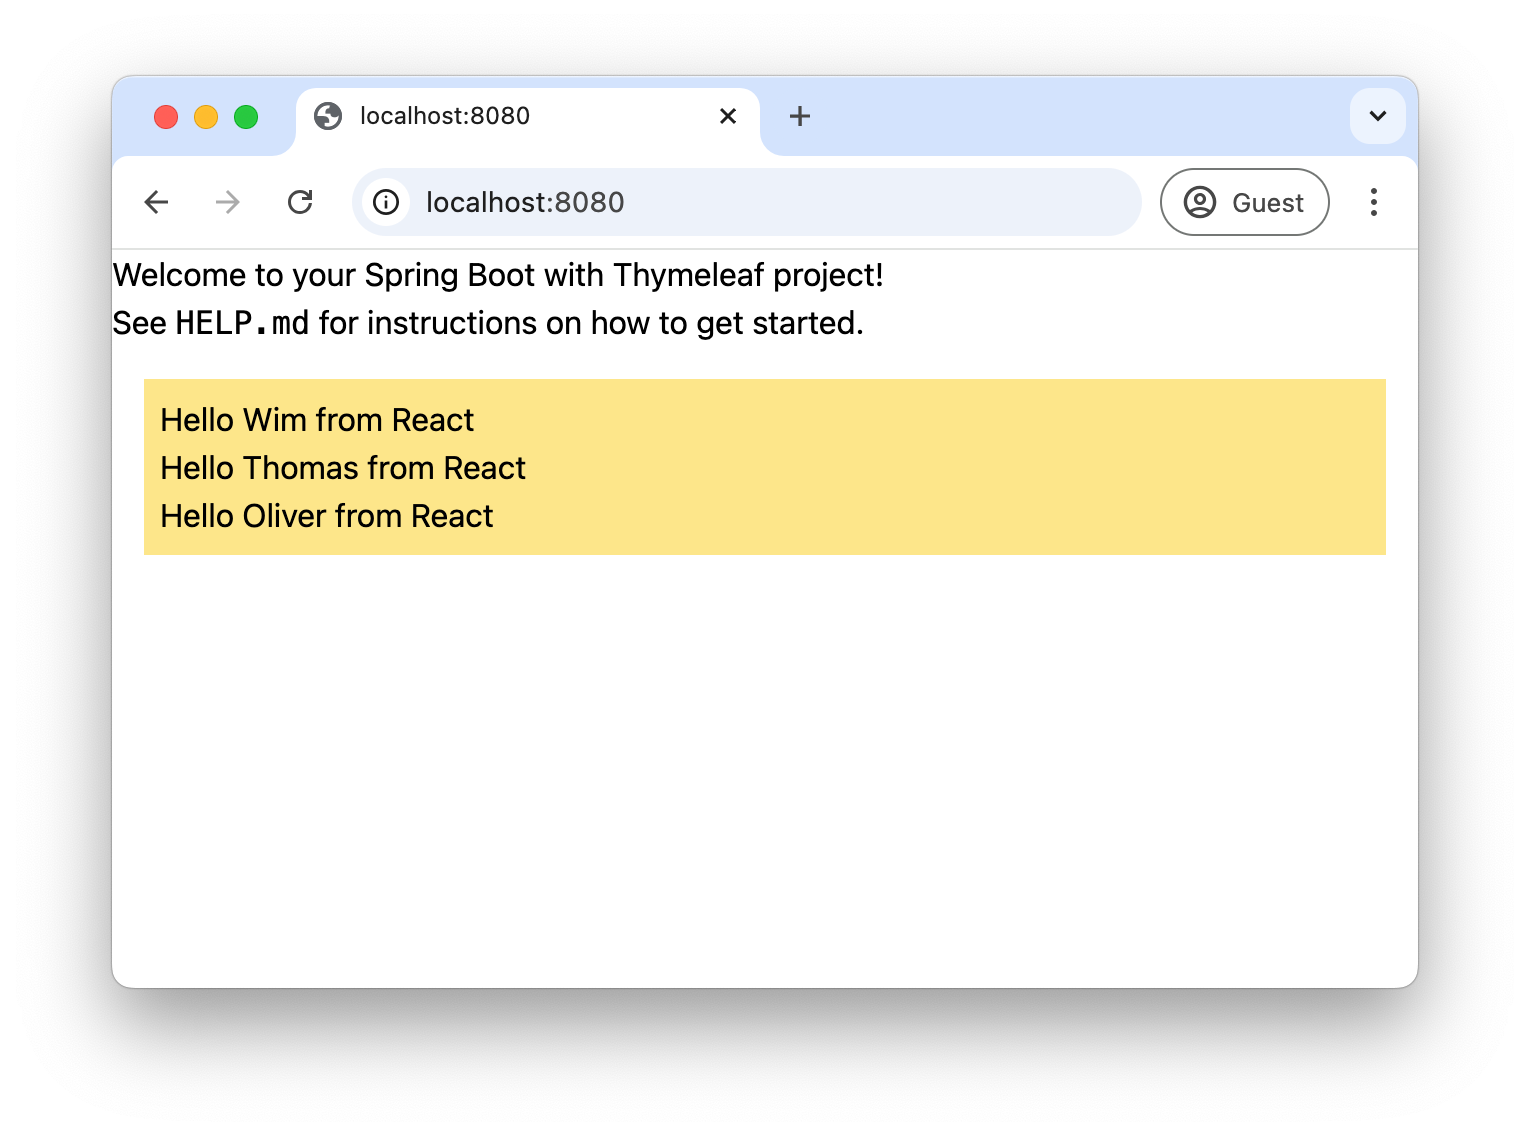 localhost:8080
localhost:8080
Guest
Welcome to your Spring Boot with Thymeleaf project!
See HELP.md for instructions on how to get started.
Hello Wim from React
Hello Thomas from React
Hello Oliver from React